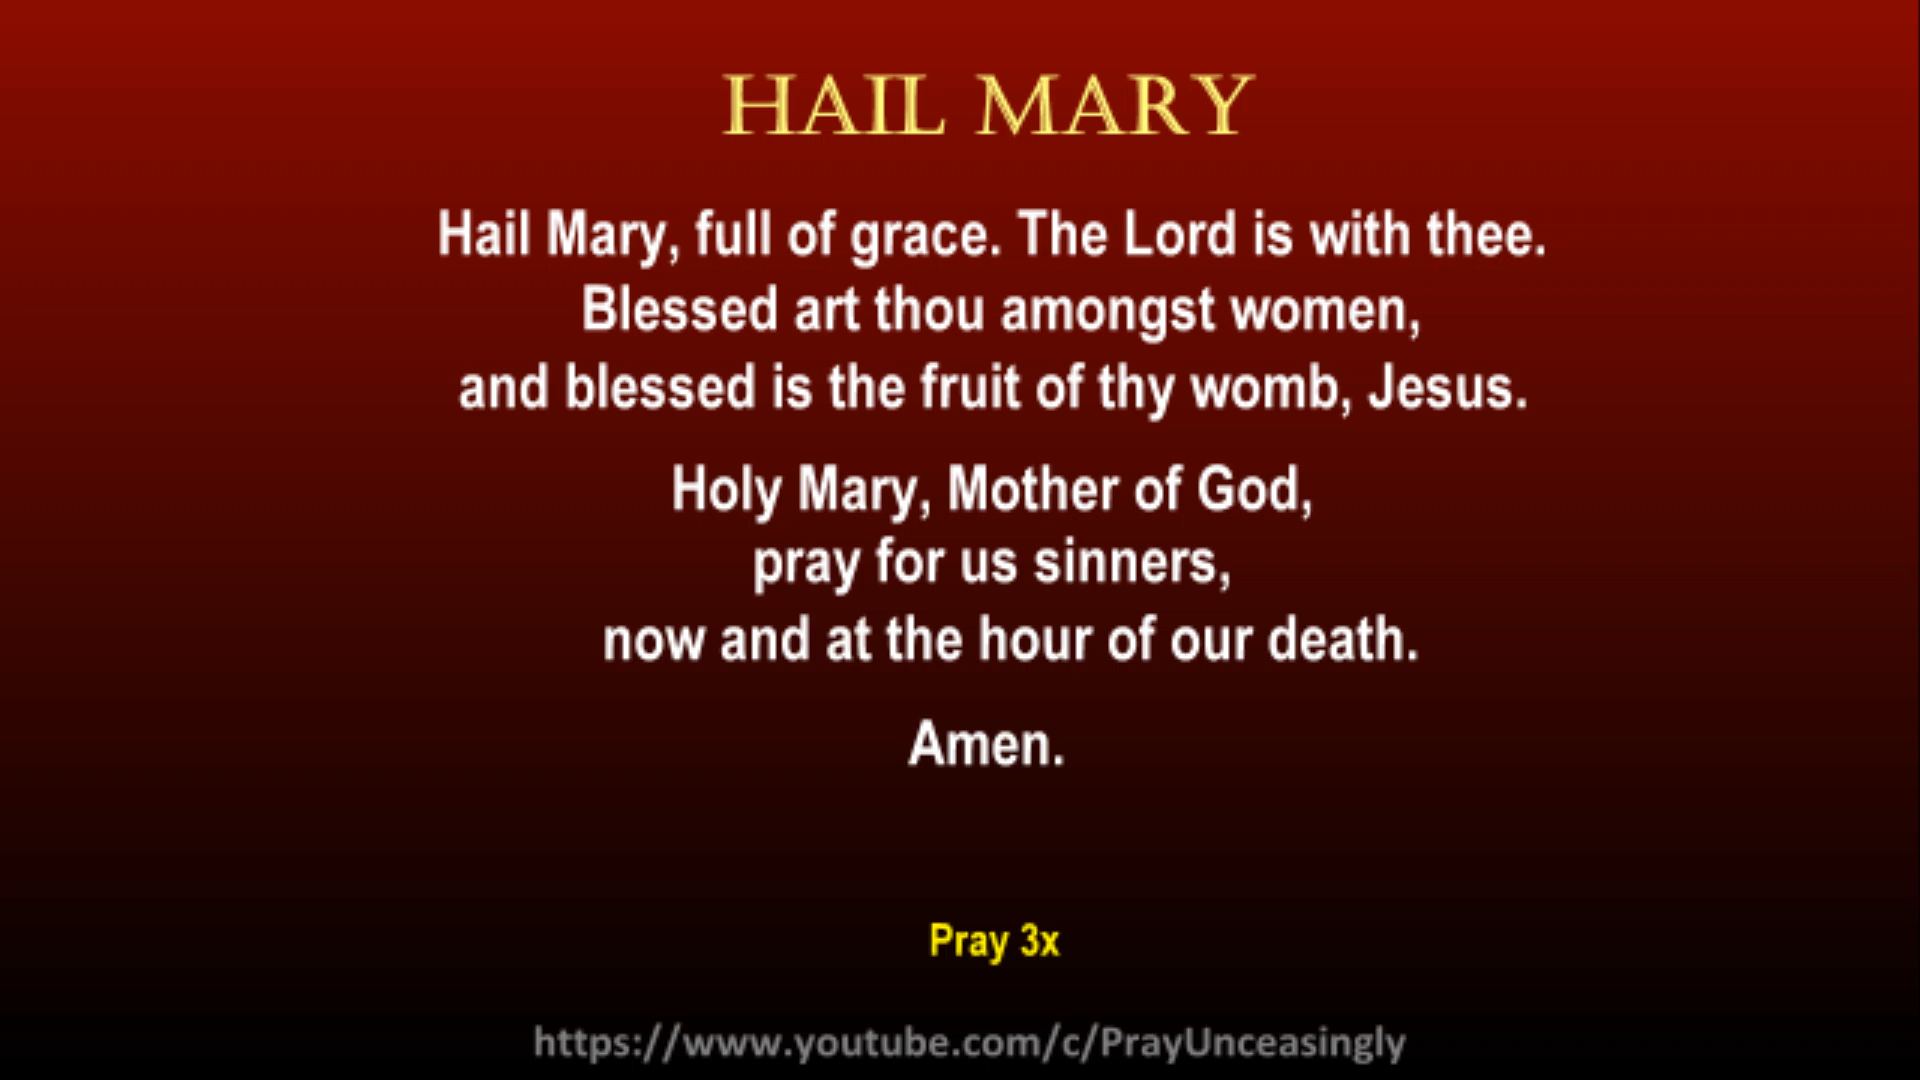 HAIL MARY
Hail Mary, full of grace. The Lord is with thee.
Blessed art thou amongst women,
and blessed is the fruit of thy womb, Jesus.
Holy Mary, Mother of God,
pray for us sinners,
now and at the hour of our death.
Amen.
Pray 3x
https://www.youtube.com/c/PrayUnceasingly